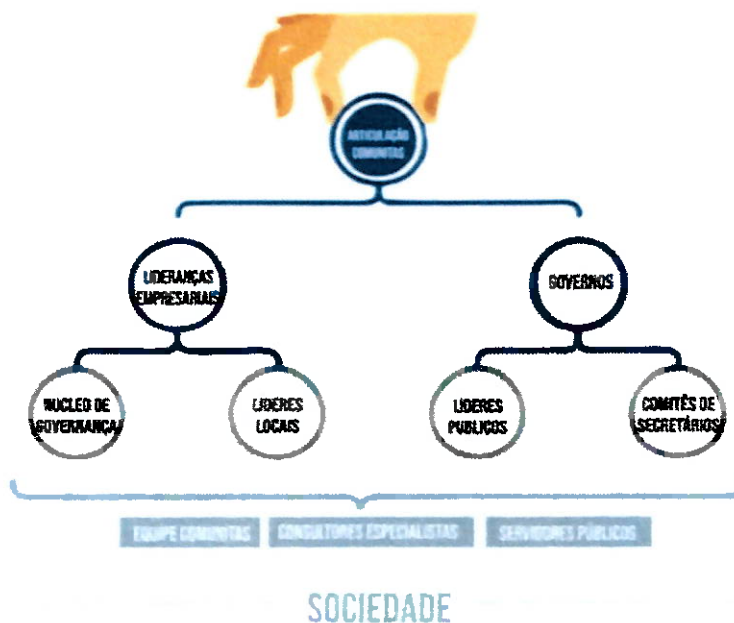 ARTICULAÇÃO
COMUNITAS
LIDERANÇAS
EMPRESARIAIS
GOVERNOS
NÚCLEO DE
GOVERNANÇA
LÍDERES
LOCAIS
LÍDERES
PÚBLICOS
COMITÊS DE
SECRETÁRIOS
EQUIPE COMUNITAS
CONSULTORES ESPECIALISTAS
SERVIDORES PÚBLICOS
SOCIEDADE